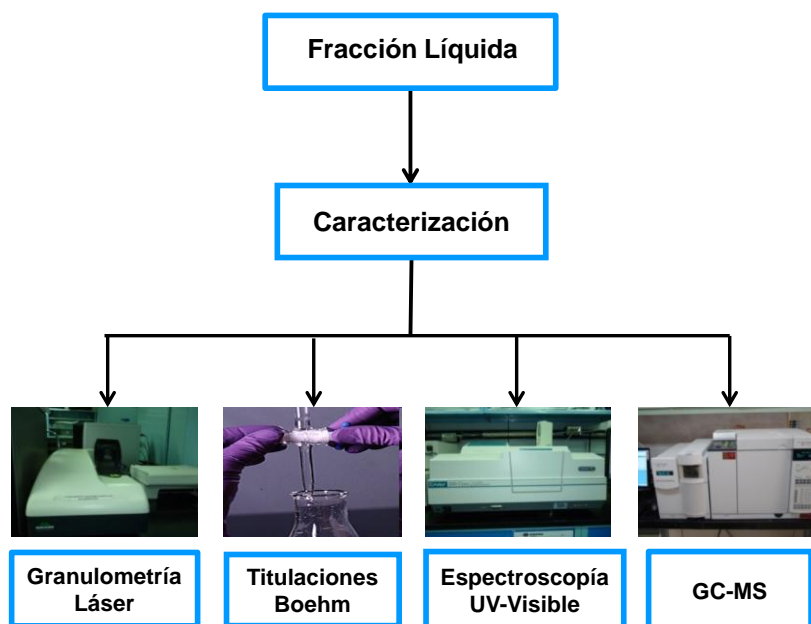 Fracción Líquida
Caracterización
Granulometría
Láser
Titulaciones
Boehm
Espectroscopía
UV-Visible
GC-MS